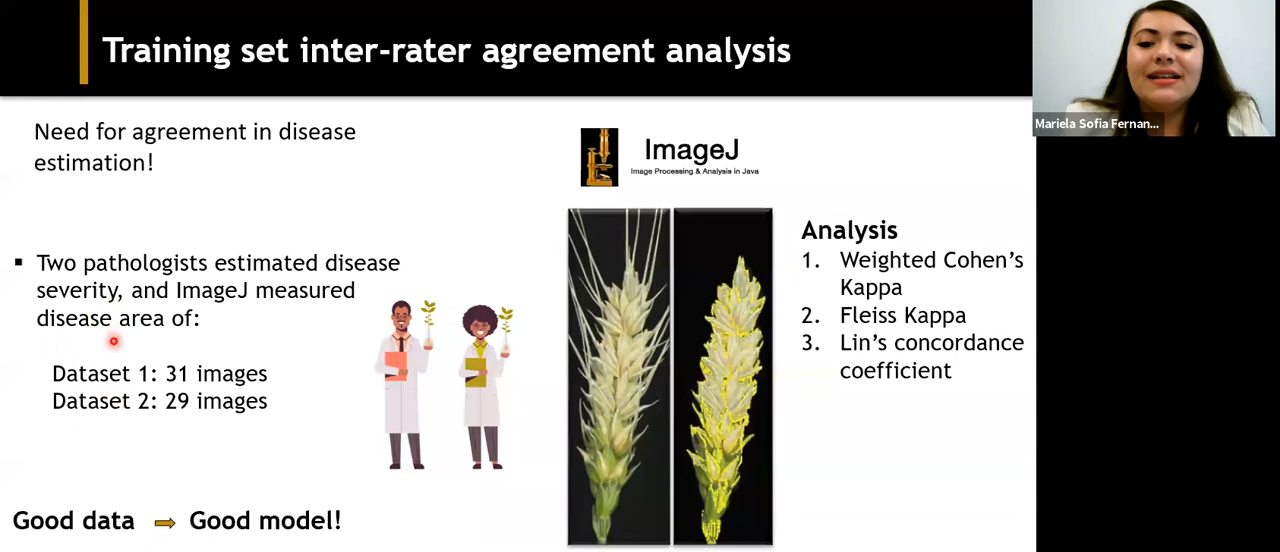 Training set inter-rater agreement analysis
Mariela Sofia Fernan...
Need for agreement in disease
estimation!
ImageJ
Image Processing & Analysis in Java
▪ Two pathologists estimated disease
severity, and ImageJ measured
disease area of:
Dataset 1: 31 images
Dataset 2: 29 images
Analysis
1. Weighted Cohen's
Kappa
2. Fleiss Kappa
3. Lin's concordance
coefficient
Good data
Good model!